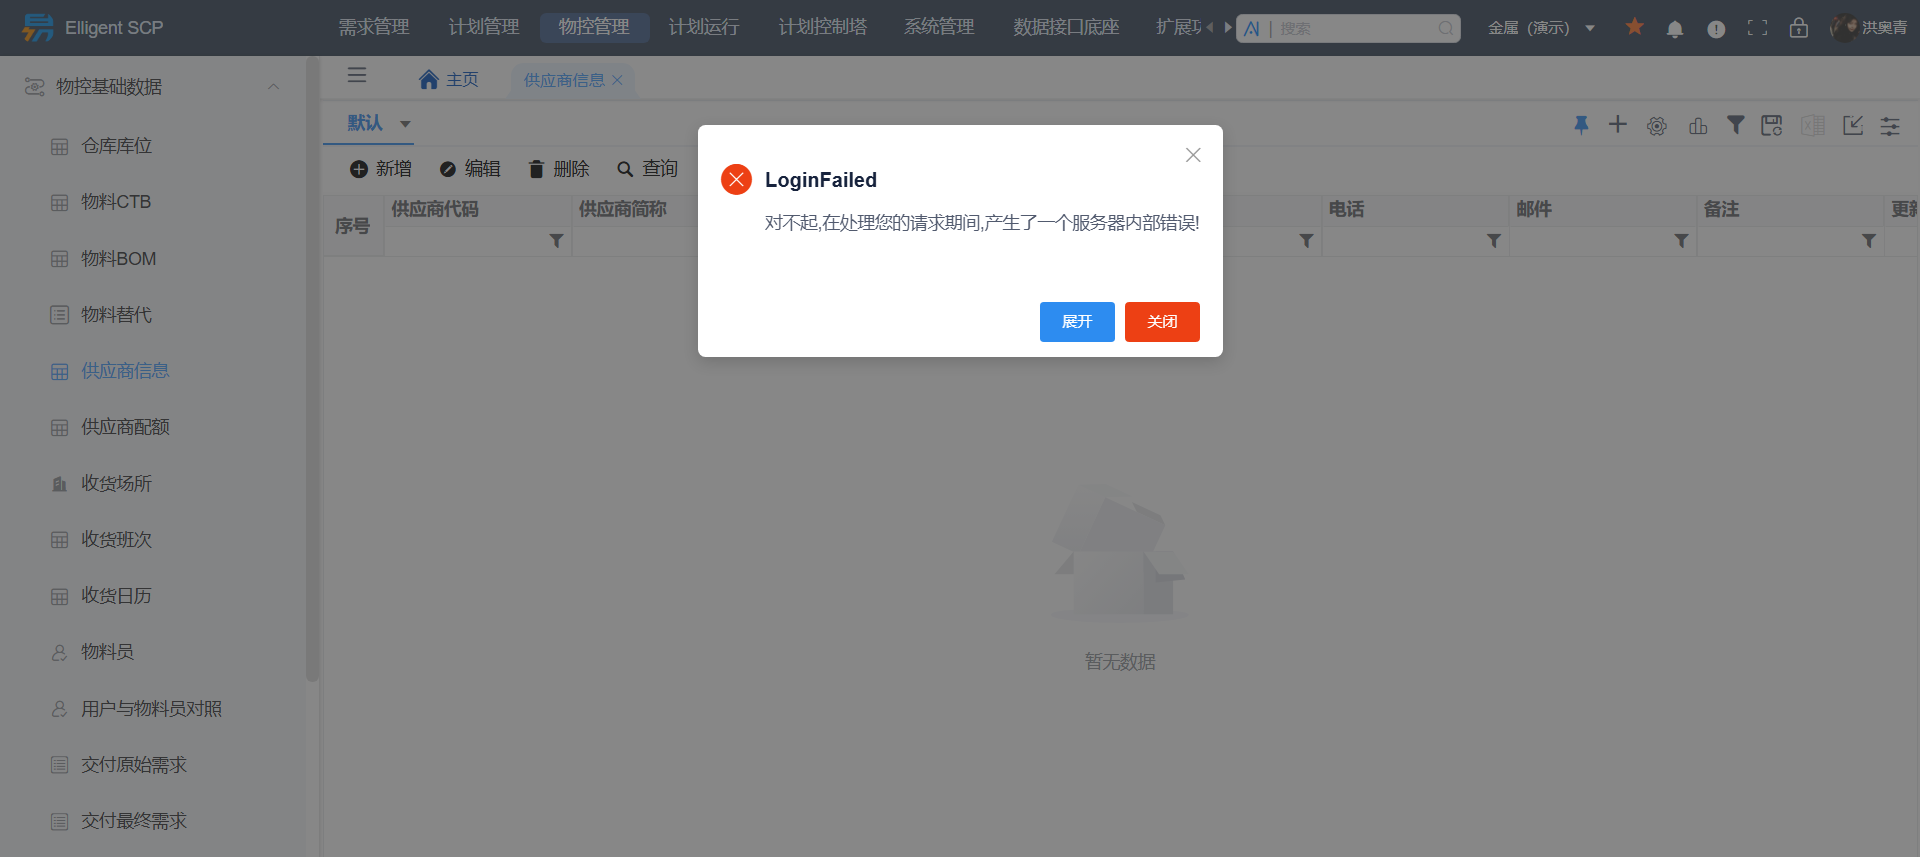 Elligent SCP
需求管理 计划管理 物控管理 计划运行 计划控制塔 系统管理 数据接口底座 扩展
AI | 搜索
金属（演示）
洪奥青
物控基础数据
仓库库位
物料CTB
物料BOM
物料替代
供应商信息
供应商配额
收货场所
收货班次
收货日历
物料员
用户与物料员对照
交付原始需求
交付最终需求
主页 供应商信息
默认
新增 编辑 删除 查询
序号 供应商代码 供应商简称 电话 邮件 备注 更新
LoginFailed
对不起,在处理您的请求期间,产生了一个服务器内部错误!
展开 关闭
暂无数据